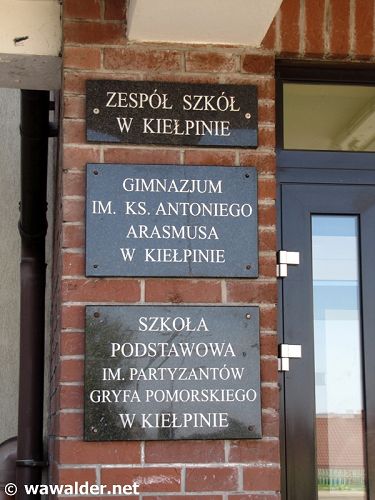 ZESPÓŁ SZKÓŁ
W KIEŁPINIE
GIMNAZJUM
IM. KS. ANTONIEGO
ARASMUSA
W KIEŁPINIE
SZKOŁA
PODSTAWOWA
IM. PARTYZANTÓW
GRYFA POMORSKIEGO
W KIEŁPINIE
© wawalder.net